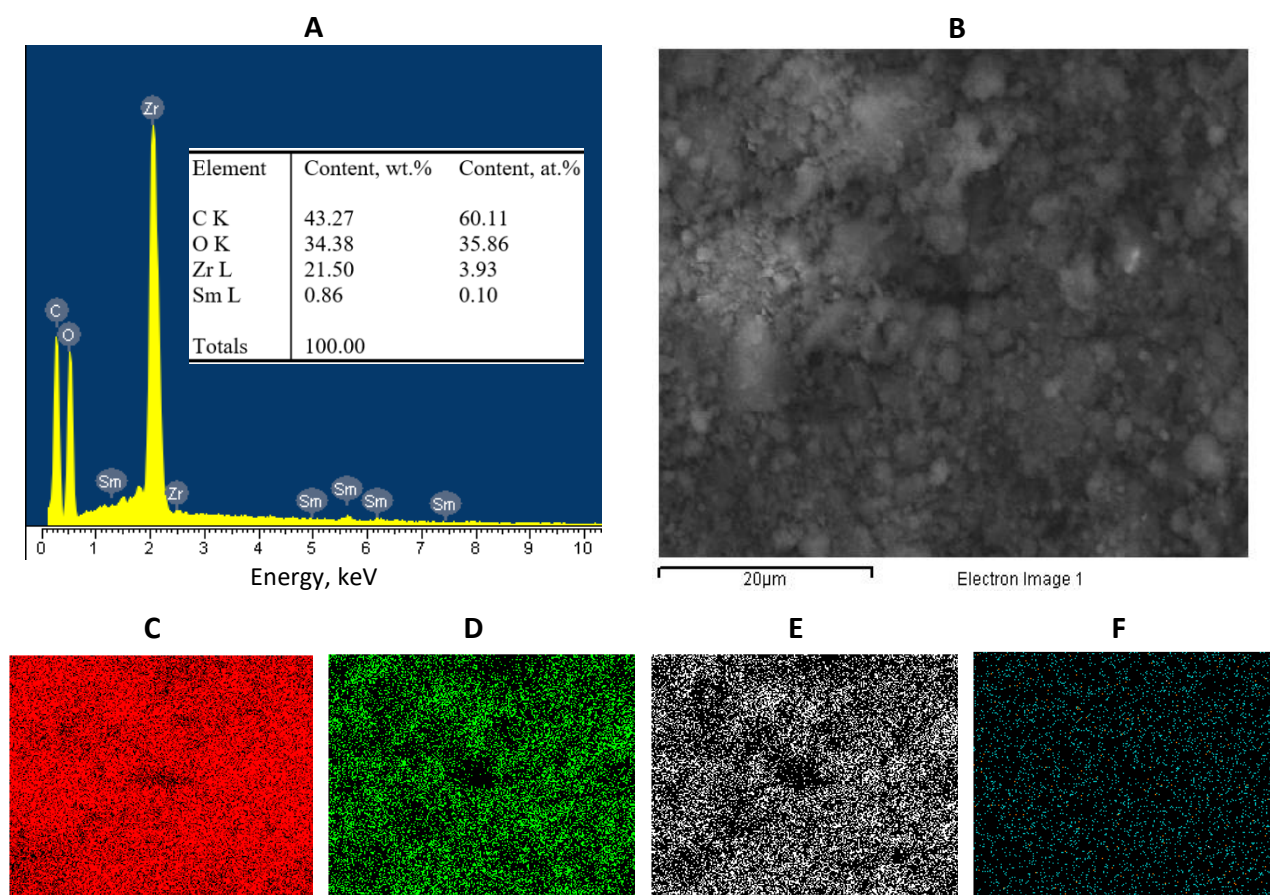 A
B
Zr
Element Content, wt.% Content, at.%
C K 43.27 60.11
O K 34.38 35.86
Zr L 21.50 3.93
Sm L 0.86 0.10
Totals 100.00
C
O
Sm
Zr
Sm
Sm
Sm
Sm
0 1 2 3 4 5 6 7 8 9 10
Energy, keV
20µm
Electron Image 1
C
D
E
F